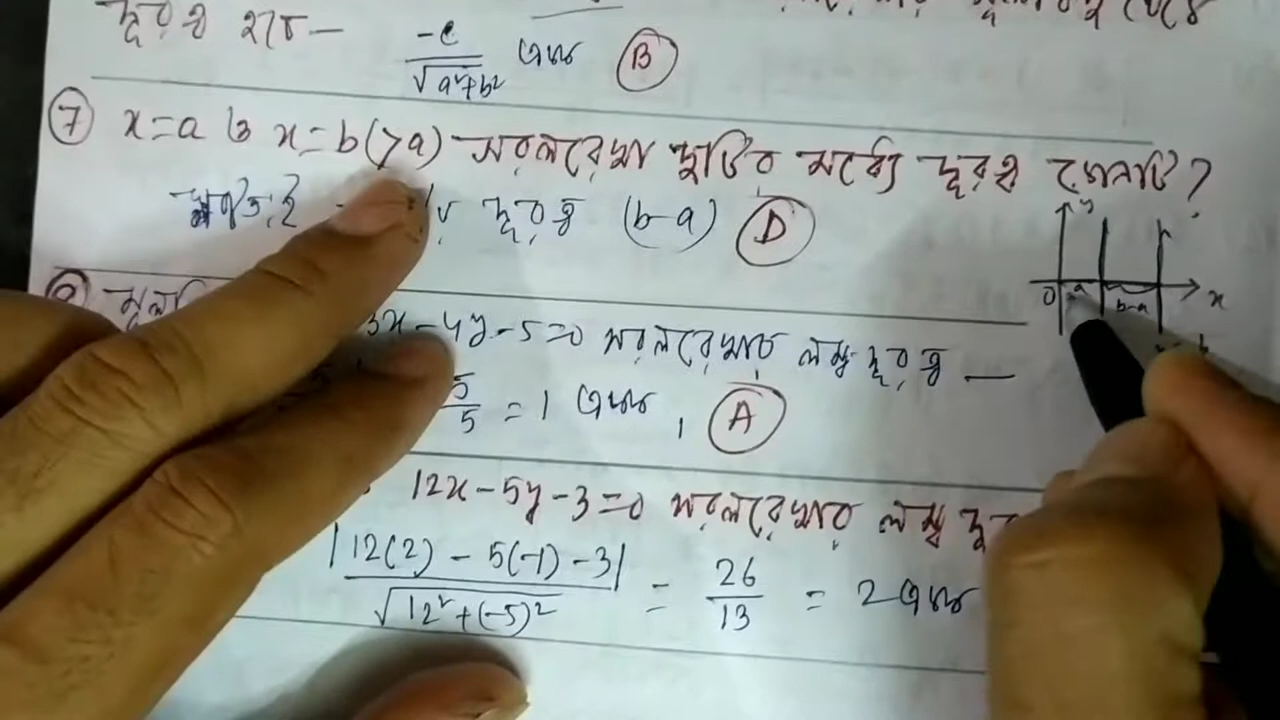 দূরত্ব হবে—
-c/√a²+b² একক (B)
(7) x=a ও x=b(>a) সরলরেখা দুটির মধ্যে দূরত্ব কোনটি?
দূরত্ব (b-a) (D)
y
0 a b-a x
3x-4y-5=0 সরলরেখার লম্ব দূরত্ব —
5/5 = 1 একক, (A)
12x-5y-3=0 সরলরেখার লম্ব
|12(2) - 5(-1) -3|/√12²+(-5)² = 26/13 = 2 একক